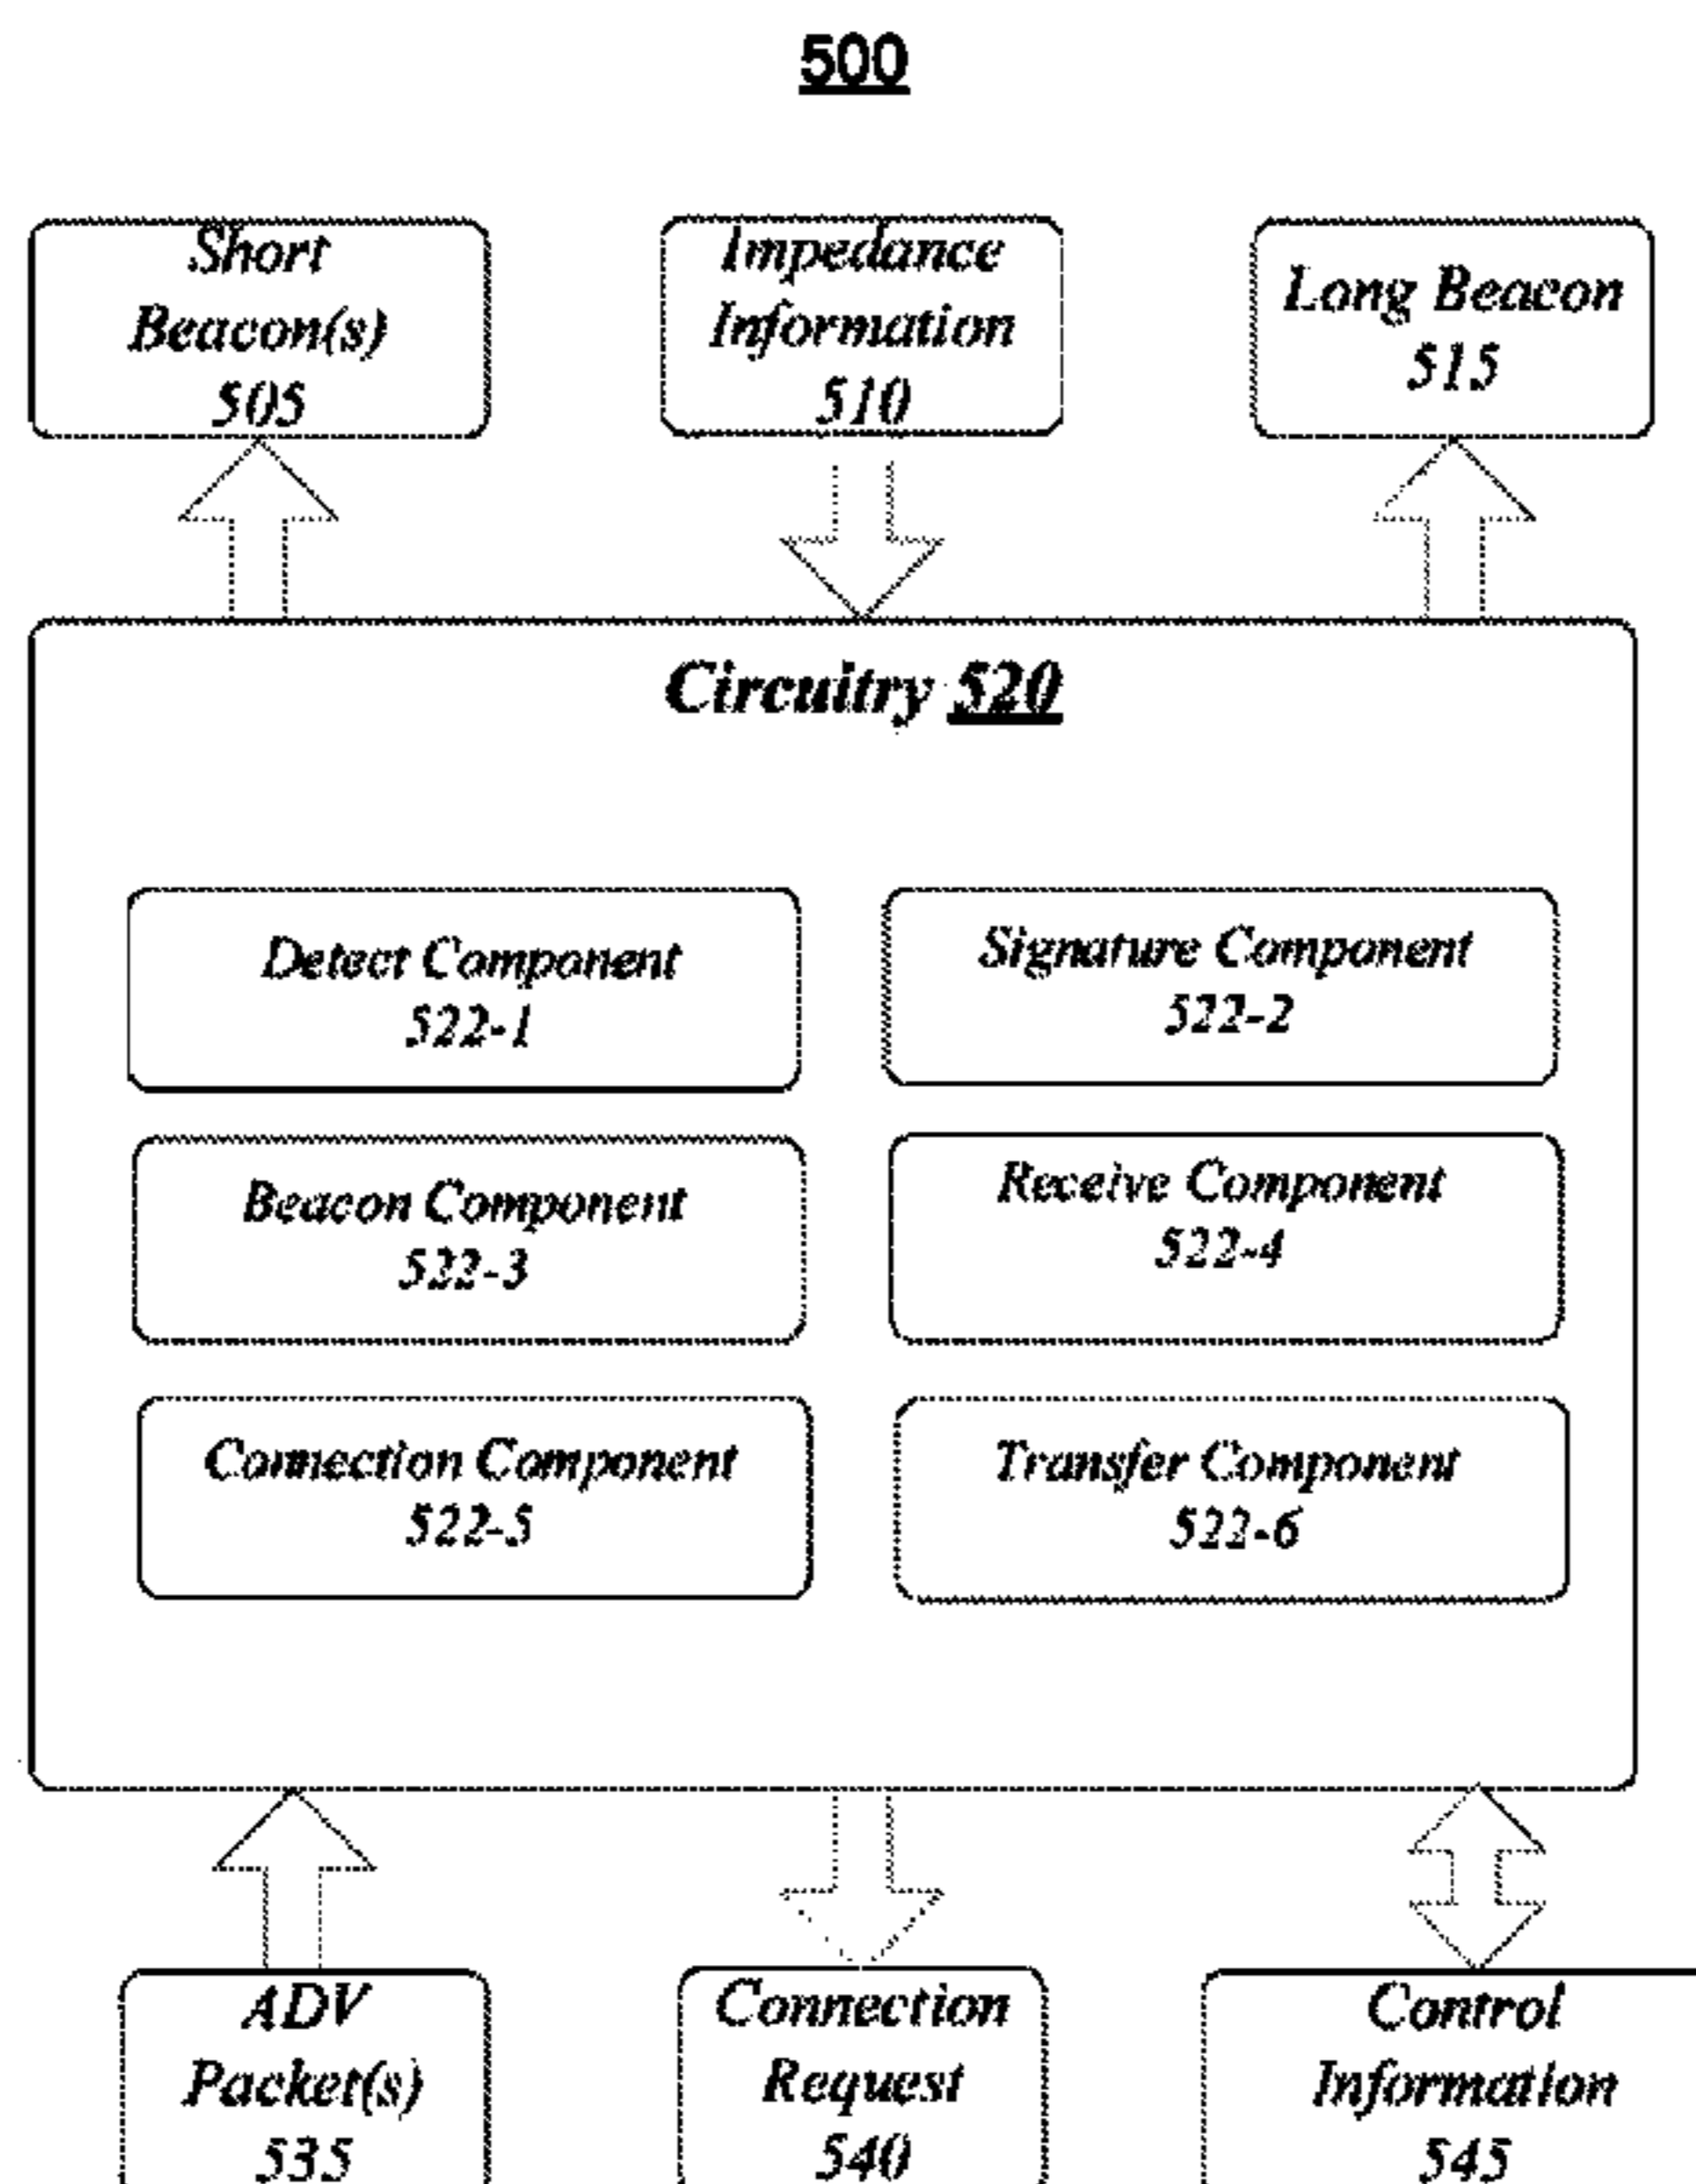 500
Short
Beacon(s)
505
Impedance
Information
510
Long Beacon
515
Circuitry 520
Detect Component
522-1
Signature Component
522-2
Beacon Component
522-3
Receive Component
522-4
Connection Component
522-5
Transfer Component
522-6
ADV
Packet(s)
535
Connection
Request
540
Control
Information
545